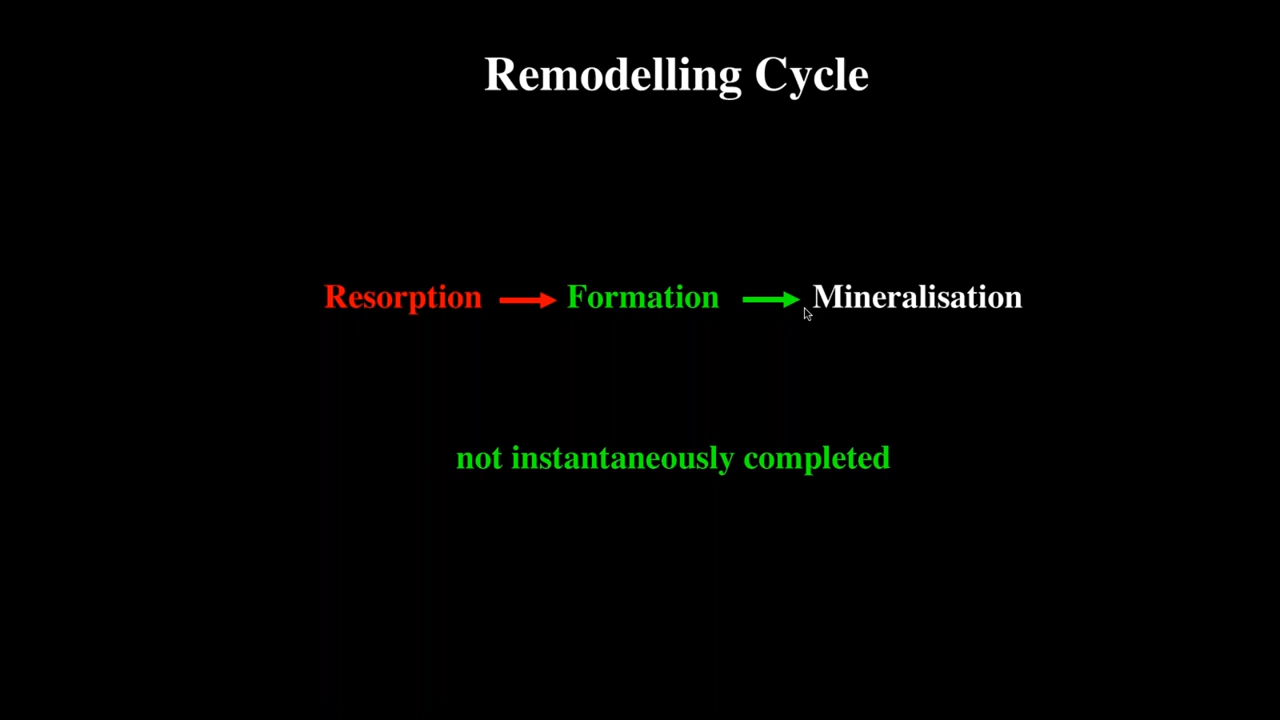 Remodelling Cycle
Resorption Formation Mineralisation
not instantaneously completed